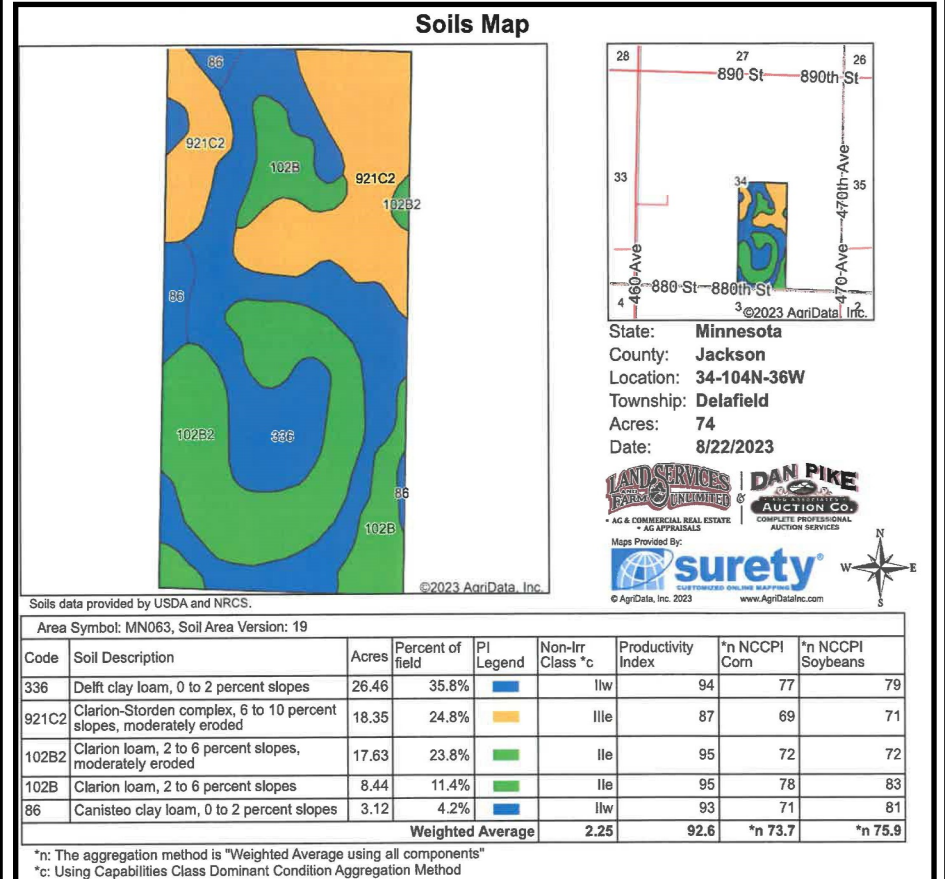 Soils Map
86
921C2
102B
921C2
102B2
86
102B2
336
86
102B
©2023 AgriData, Inc.
Soils data provided by USDA and NRCS.
28
27
26
890 St
890th St
33
34
35
460 Ave
470th Ave
470 Ave
880 St
880th St
4
3
2
©2023 AgriData, Inc.
State: Minnesota
County: Jackson
Location: 34-104N-36W
Township: Delafield
Acres: 74
Date: 8/22/2023
LAND SERVICES
AND FARM UNLIMITED
• AG & COMMERCIAL REAL ESTATE
• AG APPRAISALS
&
DAN PIKE
AND ASSOCIATES
AUCTION CO.
COMPLETE PROFESSIONAL
AUCTION SERVICES
Maps Provided By:
surety®
CUSTOMIZED ONLINE MAPPING
© AgriData, Inc. 2023 www.AgriDataInc.com
N
W E
S
Area Symbol: MN063, Soil Area Version: 19
Code Soil Description Acres Percent of field PI Legend Non-Irr Class *c Productivity Index *n NCCPI Corn *n NCCPI Soybeans
336 Delft clay loam, 0 to 2 percent slopes 26.46 35.8% IIw 94 77 79
921C2 Clarion-Storden complex, 6 to 10 percent slopes, moderately eroded 18.35 24.8% IIIe 87 69 71
102B2 Clarion loam, 2 to 6 percent slopes, moderately eroded 17.63 23.8% IIe 95 72 72
102B Clarion loam, 2 to 6 percent slopes 8.44 11.4% IIe 95 78 83
86 Canisteo clay loam, 0 to 2 percent slopes 3.12 4.2% IIw 93 71 81
Weighted Average 2.25 92.6 *n 73.7 *n 75.9
*n: The aggregation method is "Weighted Average using all components"
*c: Using Capabilities Class Dominant Condition Aggregation Method